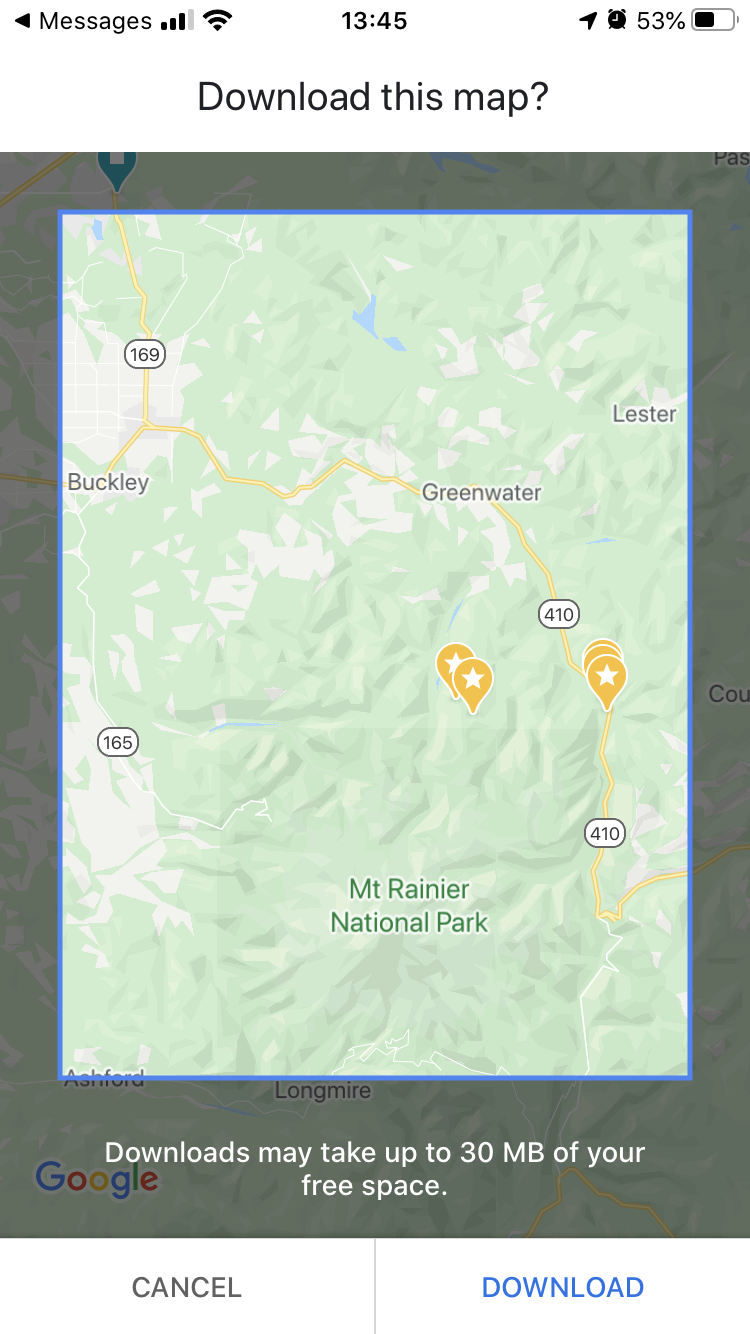 Messages
13:45
53%
Download this map?
Pas
169
Lester
Buckley
Greenwater
410
Cou
165
410
Mt Rainier
National Park
Ashford
Longmire
Downloads may take up to 30 MB of your
free space.
Google
CANCEL
DOWNLOAD